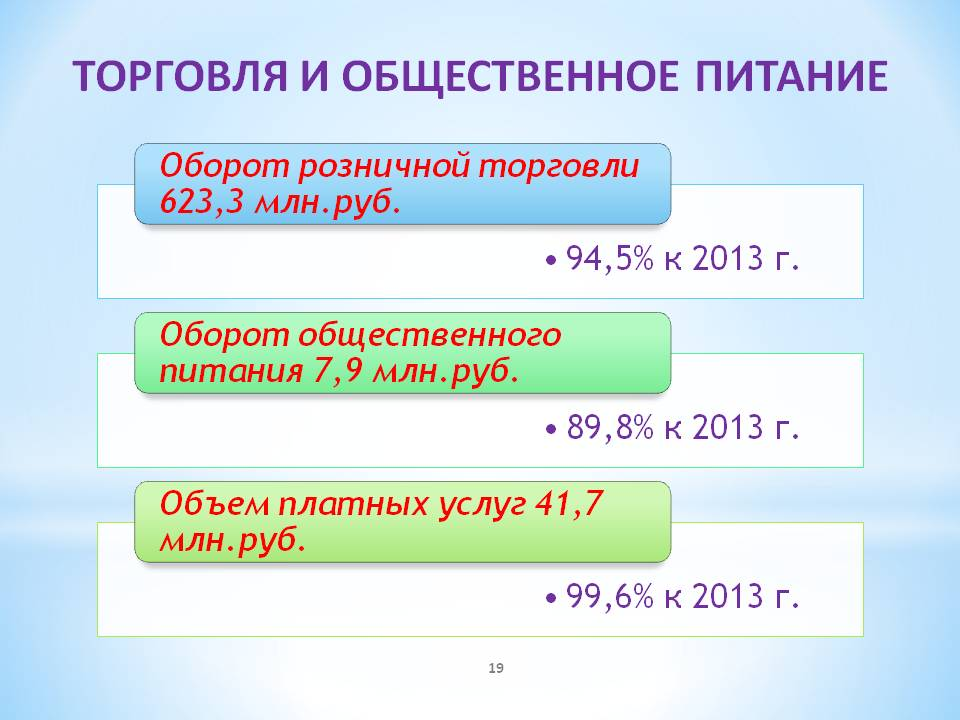 ТОРГОВЛЯ И ОБЩЕСТВЕННОЕ ПИТАНИЕ
Оборот розничной торговли
623,3 млн.руб.
• 94,5% к 2013 г.
Оборот общественного
питания 7,9 млн.руб.
• 89,8% к 2013 г.
Объем платных услуг 41,7
млн.руб.
• 99,6% к 2013 г.
19